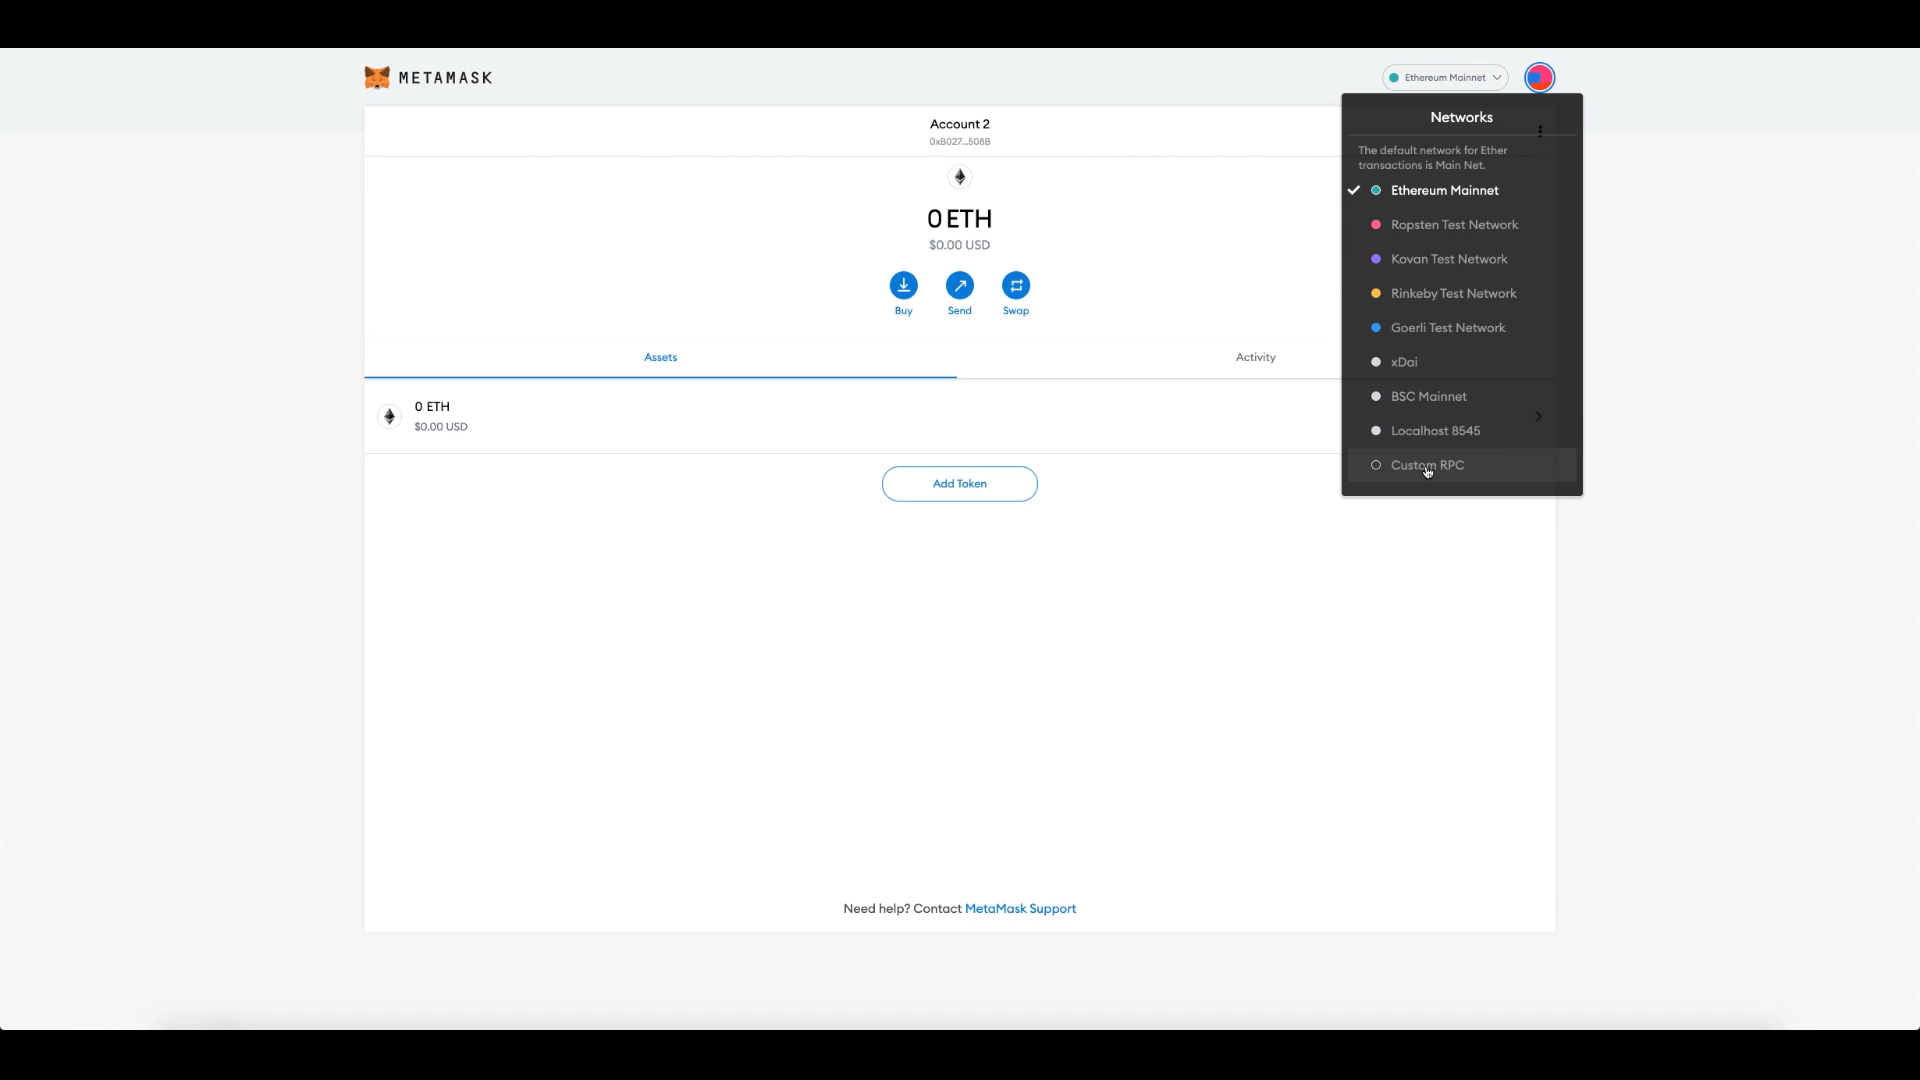 METAMASK
Ethereum Mainnet
Account 2
0xB027...508B
0 ETH
$0.00 USD
Buy
Send
Swap
Assets
Activity
0 ETH
$0.00 USD
Add Token
Need help? Contact MetaMask Support
Networks
The default network for Ether
transactions is Main Net.
Ethereum Mainnet
Ropsten Test Network
Kovan Test Network
Rinkeby Test Network
Goerli Test Network
xDai
BSC Mainnet
Localhost 8545
Custom RPC